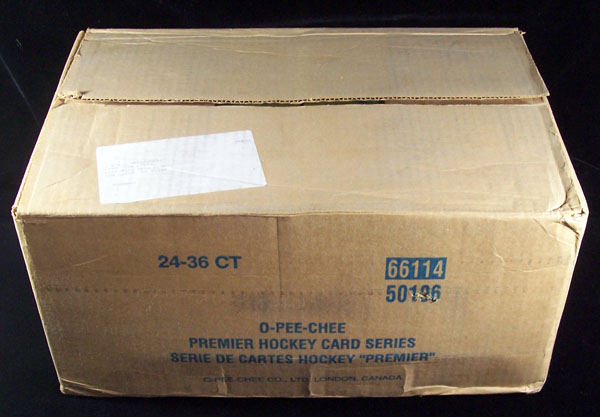 24-36 CT
66114
50196
O-PEE-CHEE
PREMIER HOCKEY CARD SERIES
SERIE DE CARTES HOCKEY "PREMIER"
O-PEE-CHEE CO., LTD. LONDON, CANADA